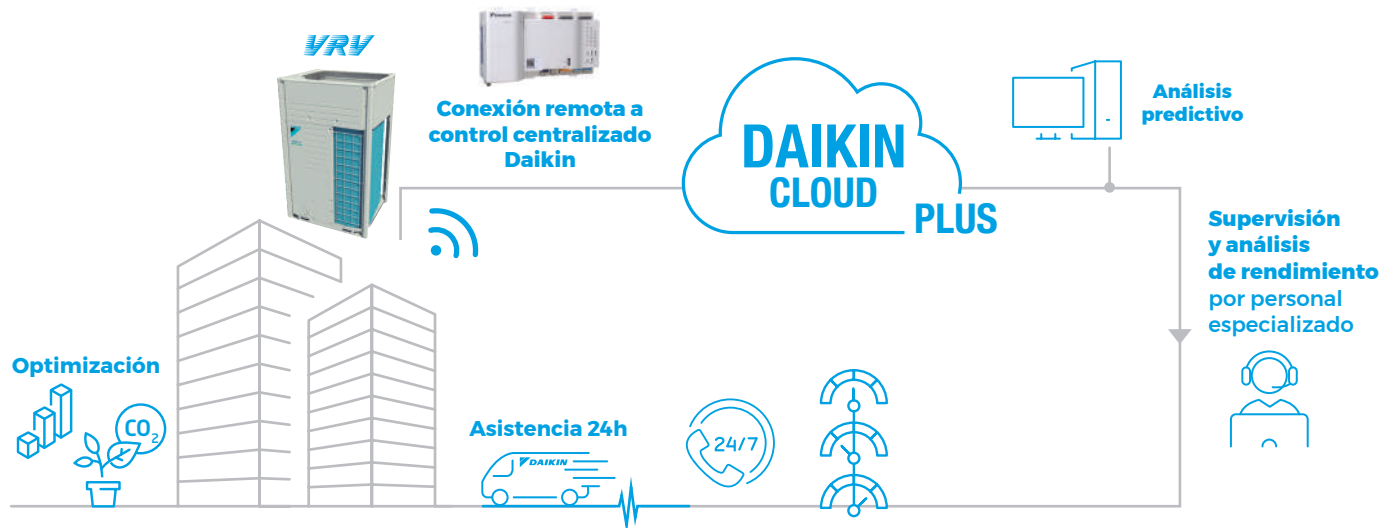 VRV
Conexión remota a
control centralizado
Daikin
DAIKIN
CLOUD
PLUS
Análisis
predictivo
Supervisión
y análisis
de rendimiento
por personal
especializado
Optimización
CO₂
Asistencia 24h
DAIKIN
24/7